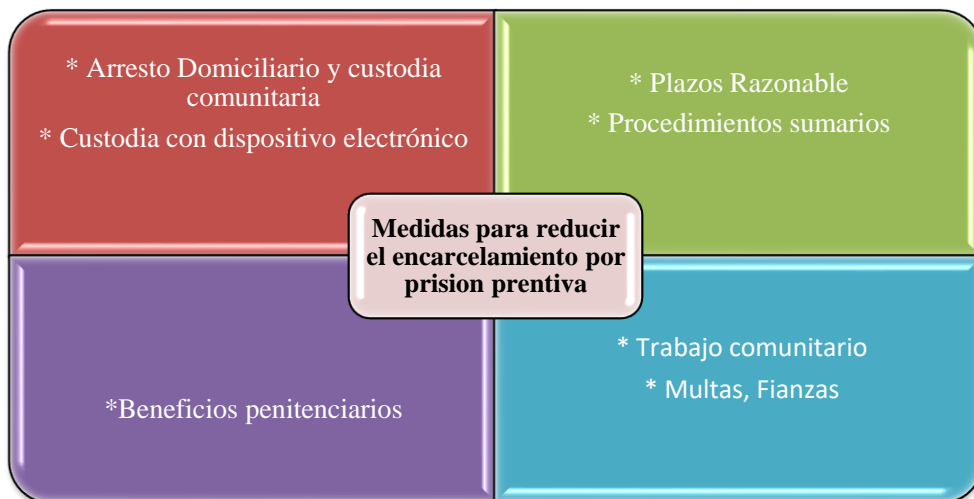 * Arresto Domiciliario y custodia
comunitaria
* Custodia con dispositivo electrónico
* Plazos Razonable
* Procedimientos sumarios
Medidas para reducir
el encarcelamiento por
prision prentiva
*Beneficios penitenciarios
* Trabajo comunitario
* Multas, Fianzas